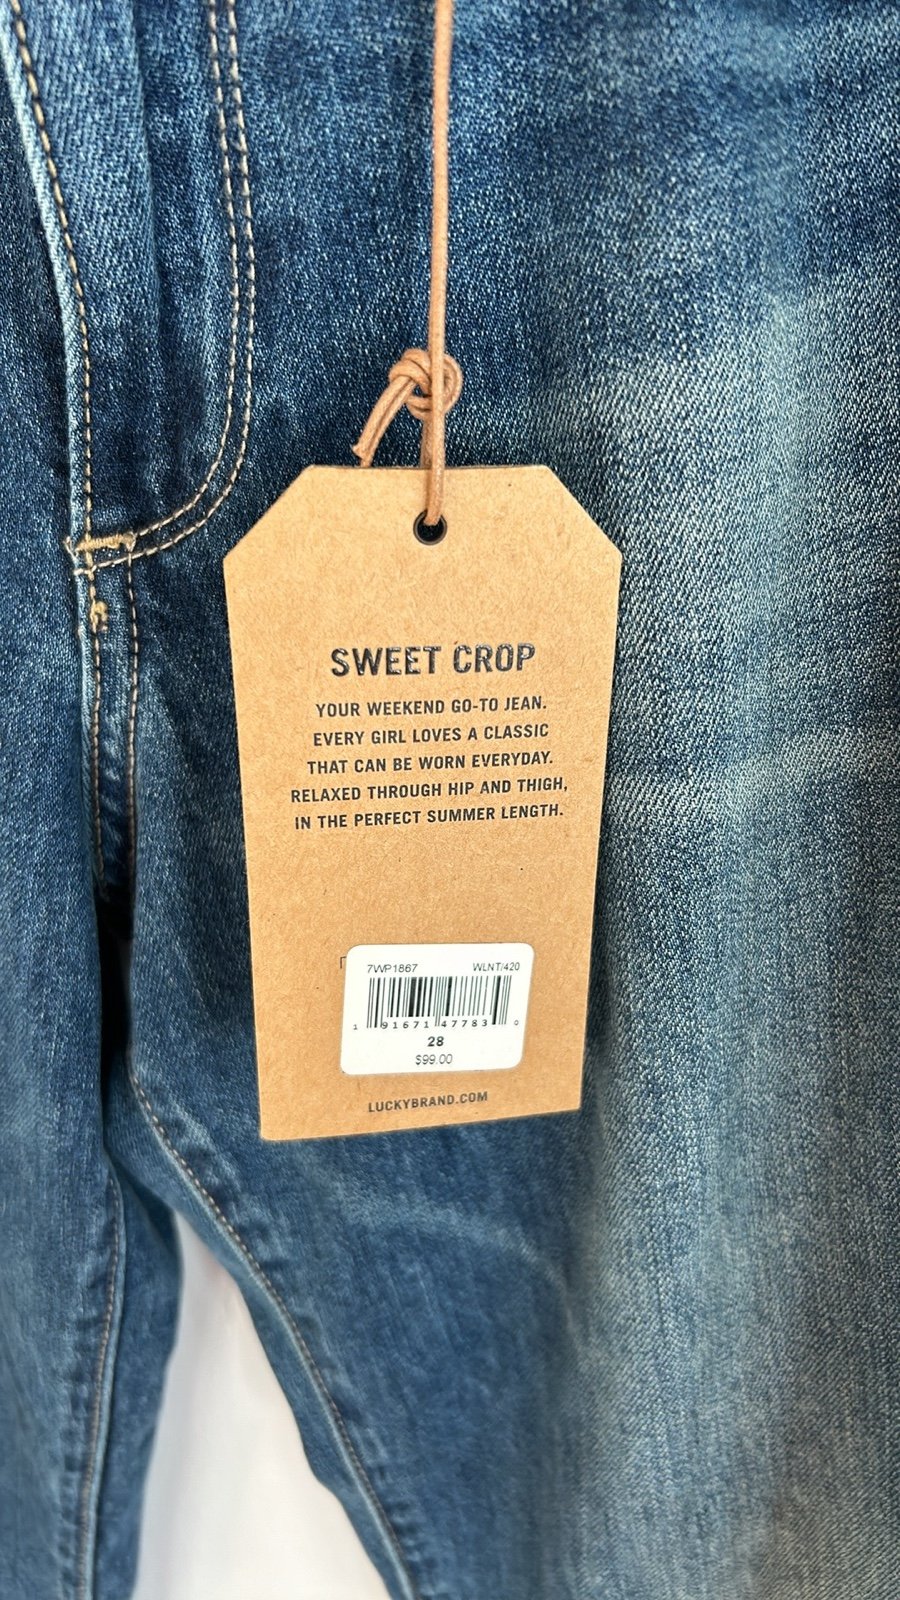 SWEET CROP
YOUR WEEKEND GO-TO JEAN.
EVERY GIRL LOVES A CLASSIC
THAT CAN BE WORN EVERYDAY.
RELAXED THROUGH HIP AND THIGH,
IN THE PERFECT SUMMER LENGTH.
7WP1867 WLNT/420
1 91671 47783 0
28
$99.00
LUCKYBRAND.COM